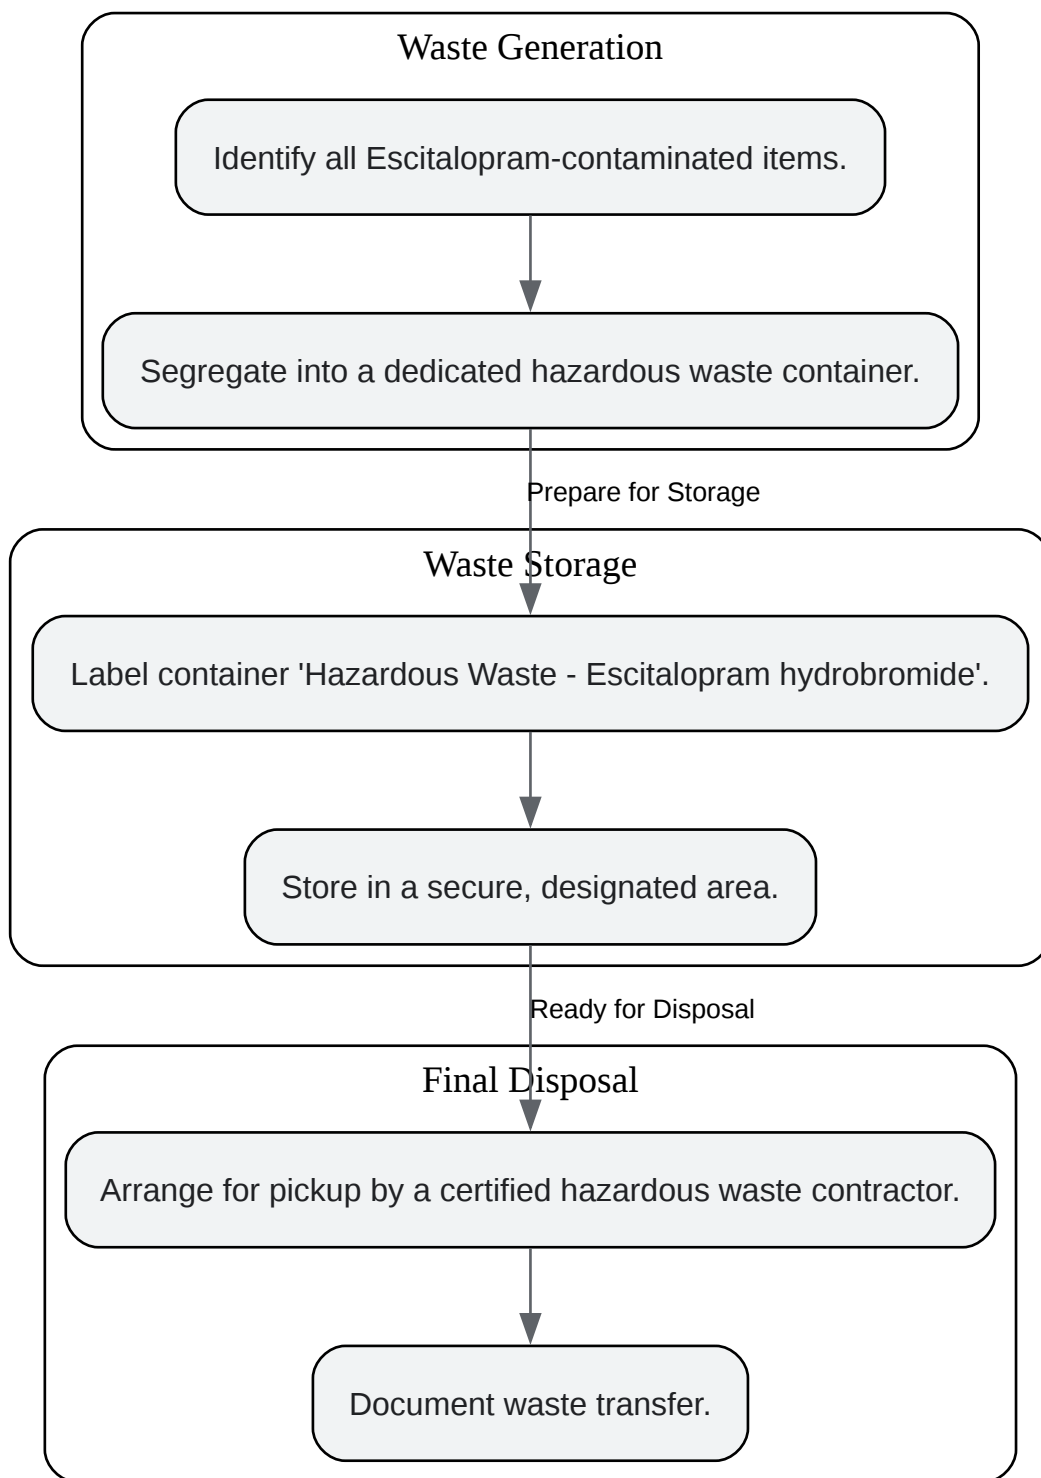 Waste Generation
Identify all Escitalopram-contaminated items.
Segregate into a dedicated hazardous waste container.
Prepare for Storage
Waste Storage
Label container 'Hazardous Waste - Escitalopram hydrobromide'.
Store in a secure, designated area.
Ready for Disposal
Final Disposal
Arrange for pickup by a certified hazardous waste contractor.
Document waste transfer.